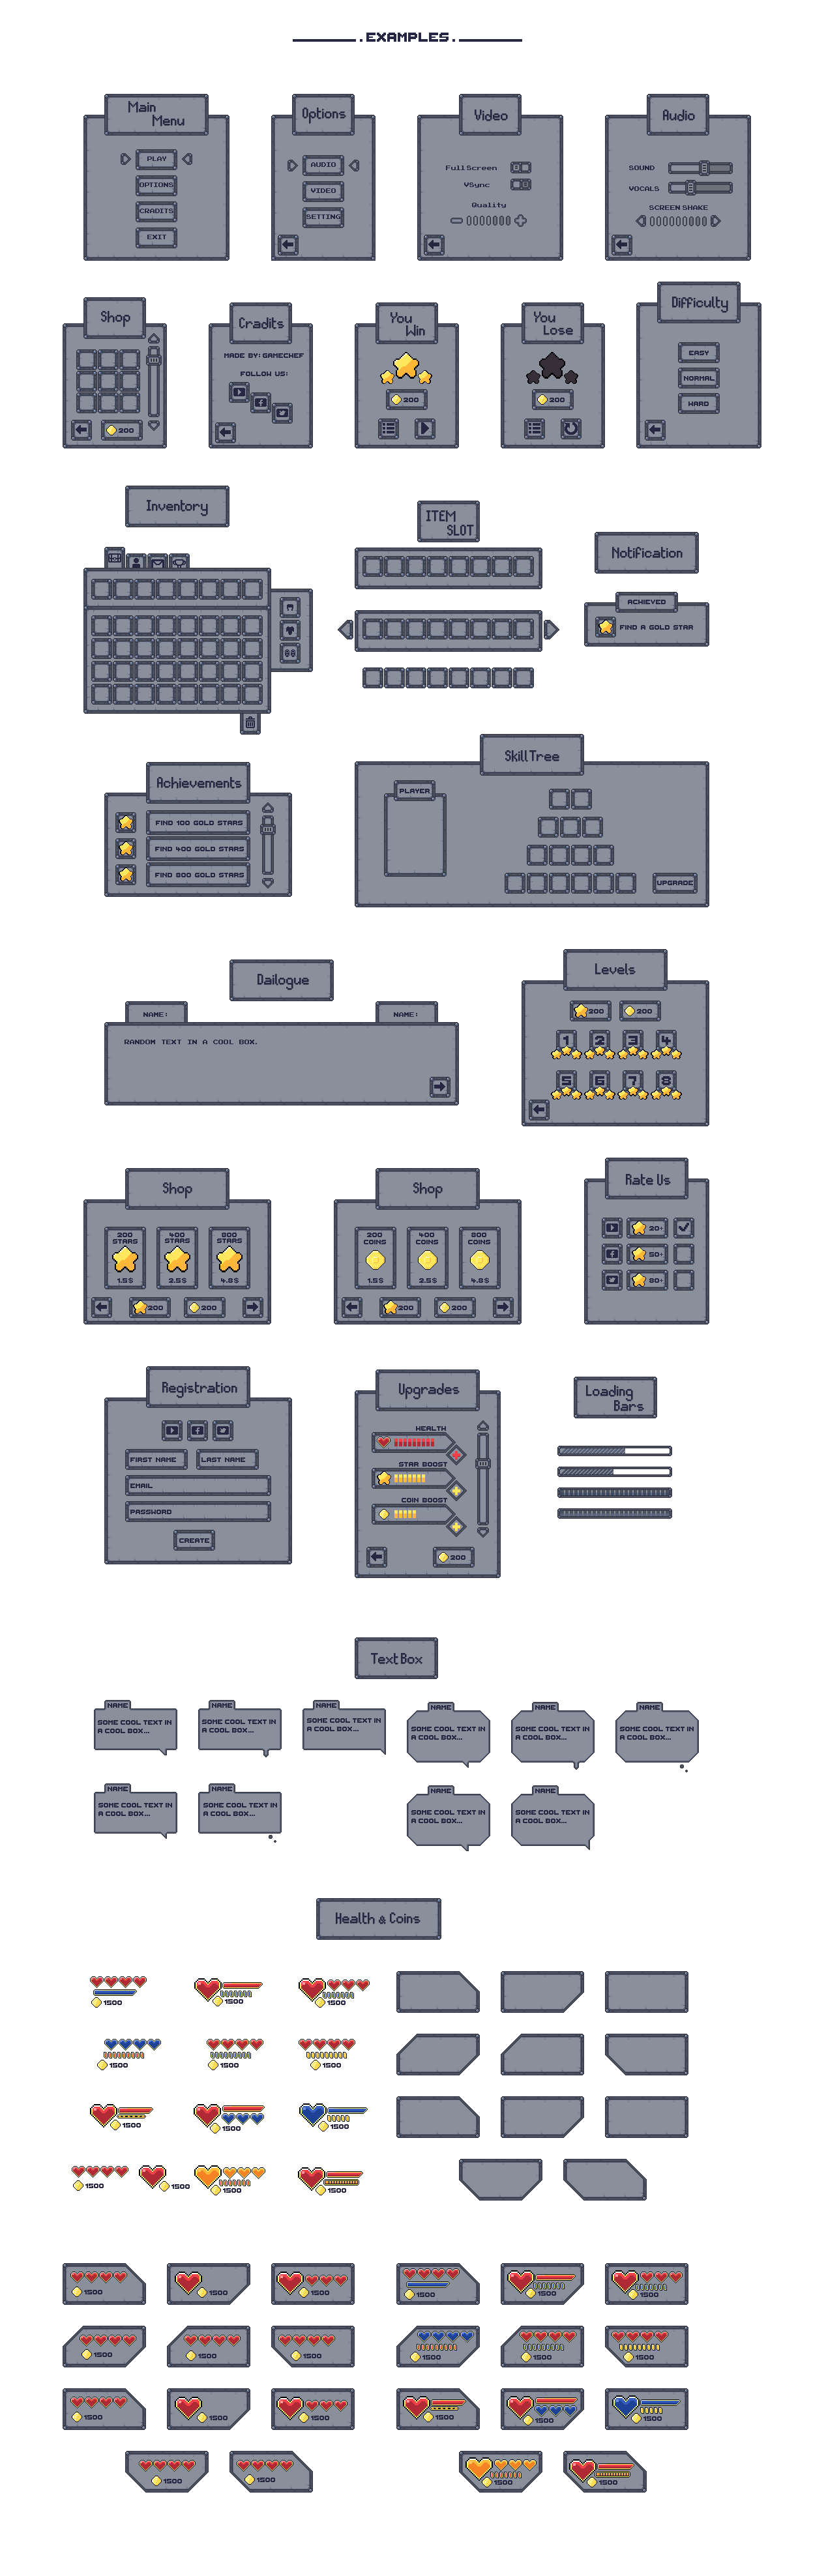 .EXAMPLES.
Main
Menu
PLAY
OPTIONS
CRADITS
EXIT
Options
AUDIO
VIDEO
SETTING
Video
FullScreen
VSync
Quality
Audio
SOUND
VOCALS
SCREEN SHAKE
Shop
200
Cradits
MADE BY: GAMECHEF
FOLLOW US:
You
Win
200
You
Lose
200
Difficulty
EASY
NORMAL
HARD
Inventory
ITEM
SLOT
Notification
ACHIEVED
FIND A GOLD STAR
Achievements
FIND 100 GOLD STARS
FIND 400 GOLD STARS
FIND 800 GOLD STARS
SkillTree
PLAYER
UPGRADE
Dailogue
NAME:
NAME:
RANDOM TEXT IN A COOL BOX.
Levels
200 200
1 2 3 4
5 6 7 8
Shop
200 STARS
400 STARS
800 STARS
1.5$ 2.5$ 4.8$
200 200
Shop
200 COINS
400 COINS
800 COINS
1.5$ 2.5$ 4.8$
200 200
Rate Us
20+
50+
80+
Registration
FIRST NAME LAST NAME
EMAIL
PASSWORD
CREATE
Upgrades
HEALTH
STAR BOOST
COIN BOOST
200
Loading
Bars
TextBox
NAME
SOME COOL TEXT IN
A COOL BOX...
NAME
SOME COOL TEXT IN
A COOL BOX...
NAME
SOME COOL TEXT IN
A COOL BOX...
NAME
SOME COOL TEXT IN
A COOL BOX...
NAME
SOME COOL TEXT IN
A COOL BOX...
NAME
SOME COOL TEXT IN
A COOL BOX...
NAME
SOME COOL TEXT IN
A COOL BOX...
NAME
SOME COOL TEXT IN
A COOL BOX...
NAME
SOME COOL TEXT IN
A COOL BOX...
NAME
SOME COOL TEXT IN
A COOL BOX...
Health & Coins
1500 1500 1500
1500 1500 1500
1500 1500 1500
1500 1500 1500 1500
1500 1500 1500 1500 1500 1500
1500 1500 1500 1500 1500 1500
1500 1500 1500 1500 1500 1500
1500 1500 1500 1500